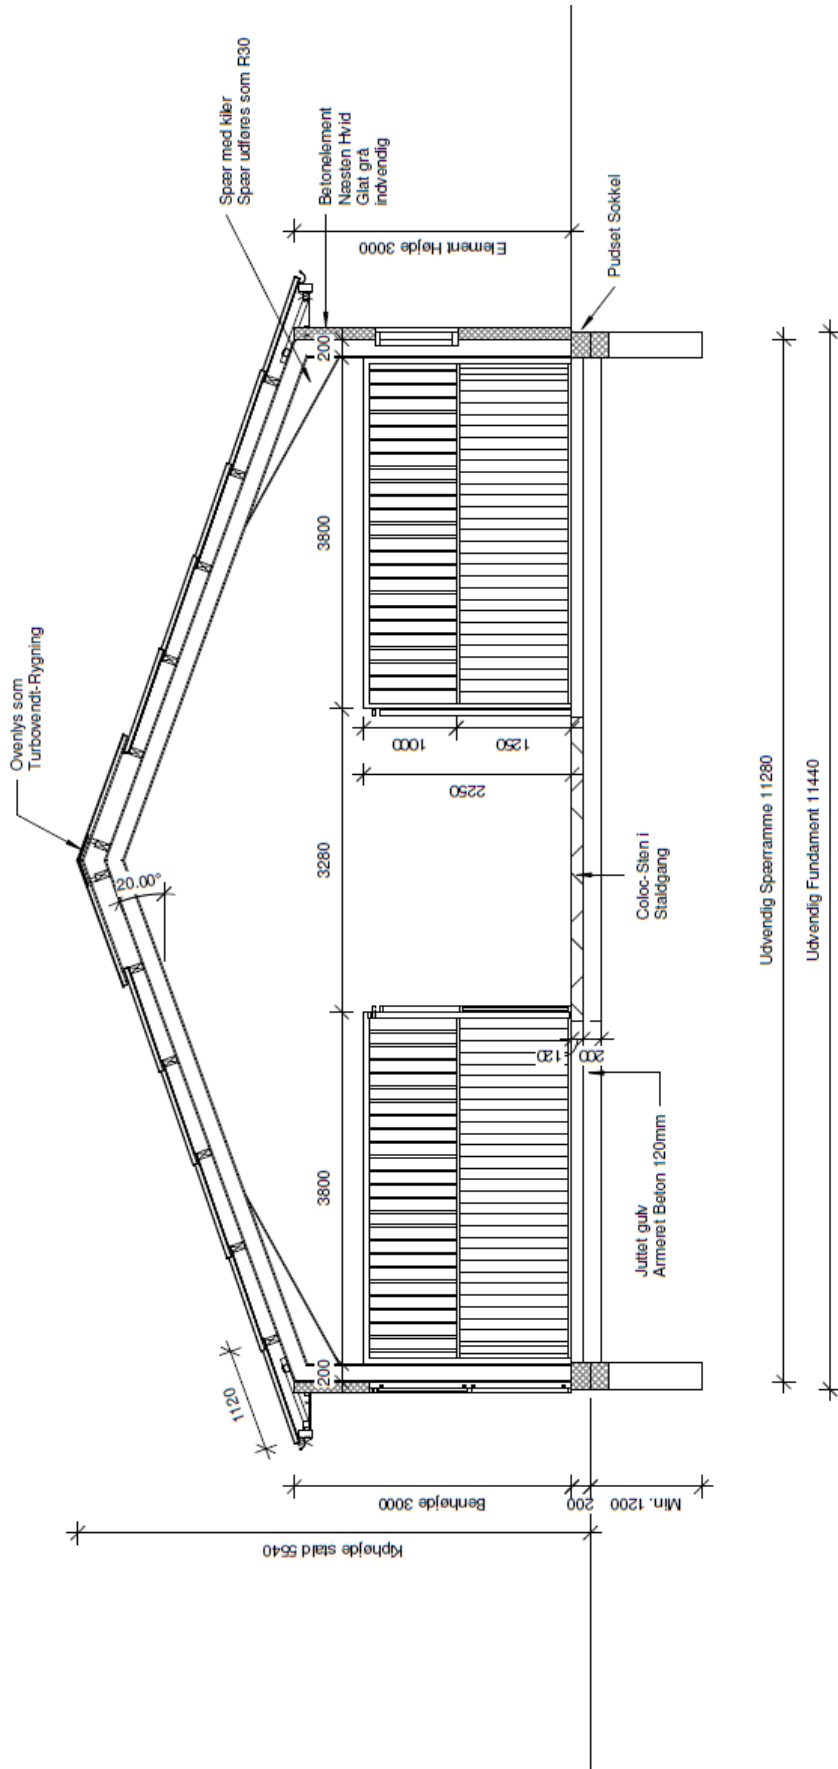 Ovenlys som
Turbovendt-Rygning
Spær med kiler
Spær udføres som R30
Betonelement
Næsten Hvid
Glat grå
indvendig
Element Højde 3000
Pudset Sokkel
20.00°
1120
200
3800
3280
3800
200
1000
1250
2250
120
200
Coloc-Sten i
Staldgang
Juttet gulv
Armeret Beton 120mm
Kiphøjde stald 5540
Benhøjde 3000
200
Min. 1200
Udvendig Spærramme 11280
Udvendig Fundament 11440